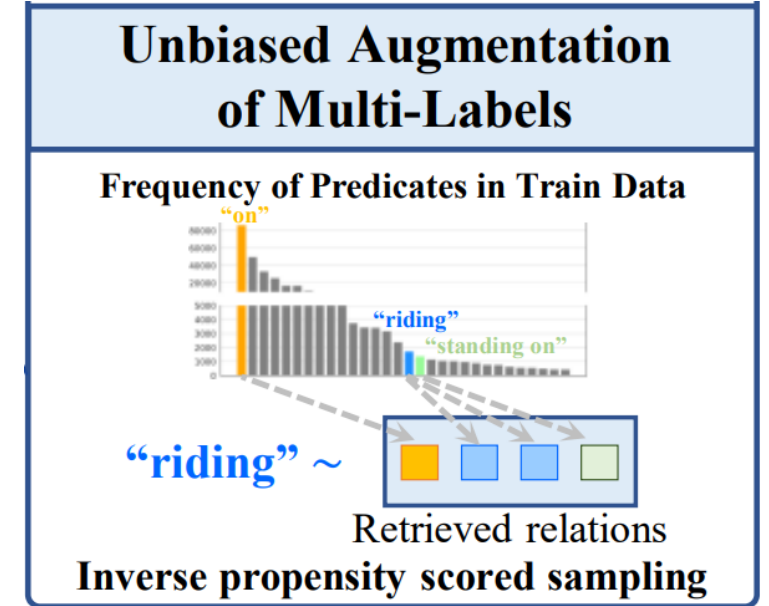 Unbiased Augmentation
of Multi-Labels
Frequency of Predicates in Train Data
“on”
80000
60000
40000
20000
5000
4000
3000
2000
1000
0
“riding”
“standing on”
“riding” ~
Retrieved relations
Inverse propensity scored sampling